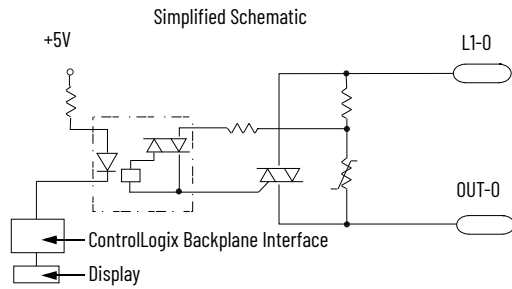 Simplified Schematic
+5V
L1-0
OUT-0
ControlLogix Backplane Interface
Display